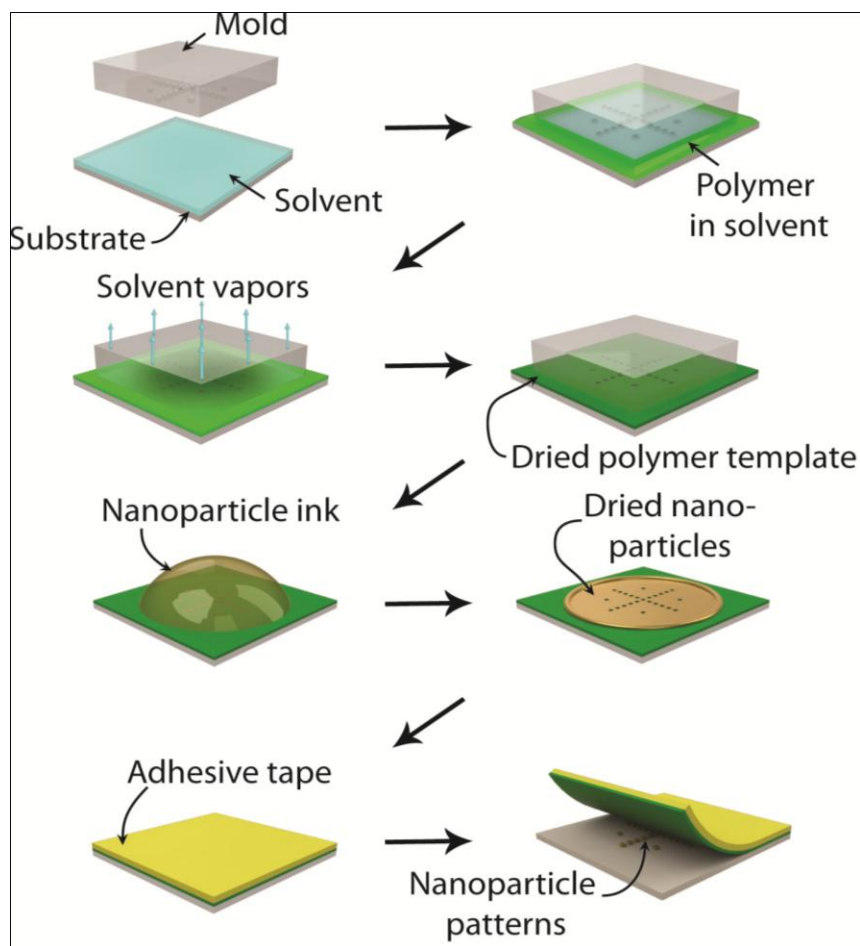 Mold
Solvent
Substrate
Polymer
in solvent
Solvent vapors
Dried polymer template
Nanoparticle ink
Dried nano-
particles
Adhesive tape
Nanoparticle
patterns